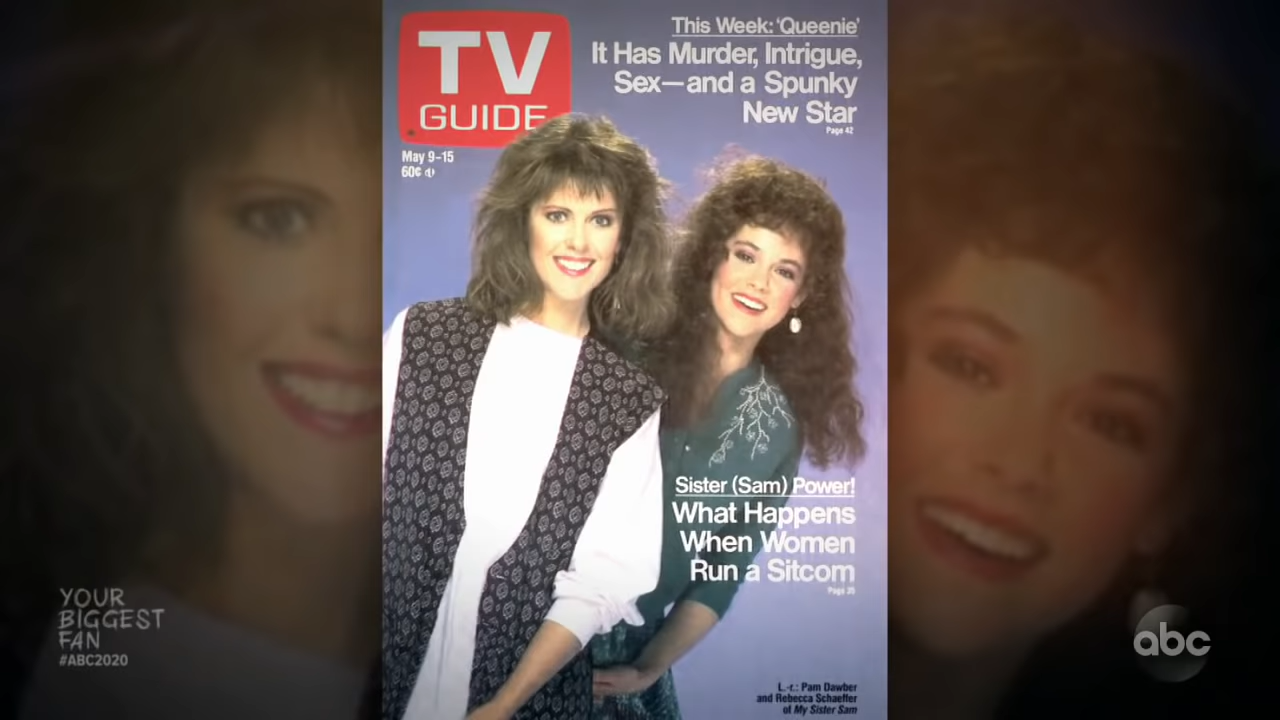 TV
GUIDE
May 9–15
60¢
This Week: 'Queenie'
It Has Murder, Intrigue,
Sex—and a Spunky
New Star
Page 42
Sister (Sam) Power!
What Happens
When Women
Run a Sitcom
Page 35
L.-r.: Pam Dawber
and Rebecca Schaeffer
of My Sister Sam
YOUR
BIGGEST
FAN
#ABC2020
abc